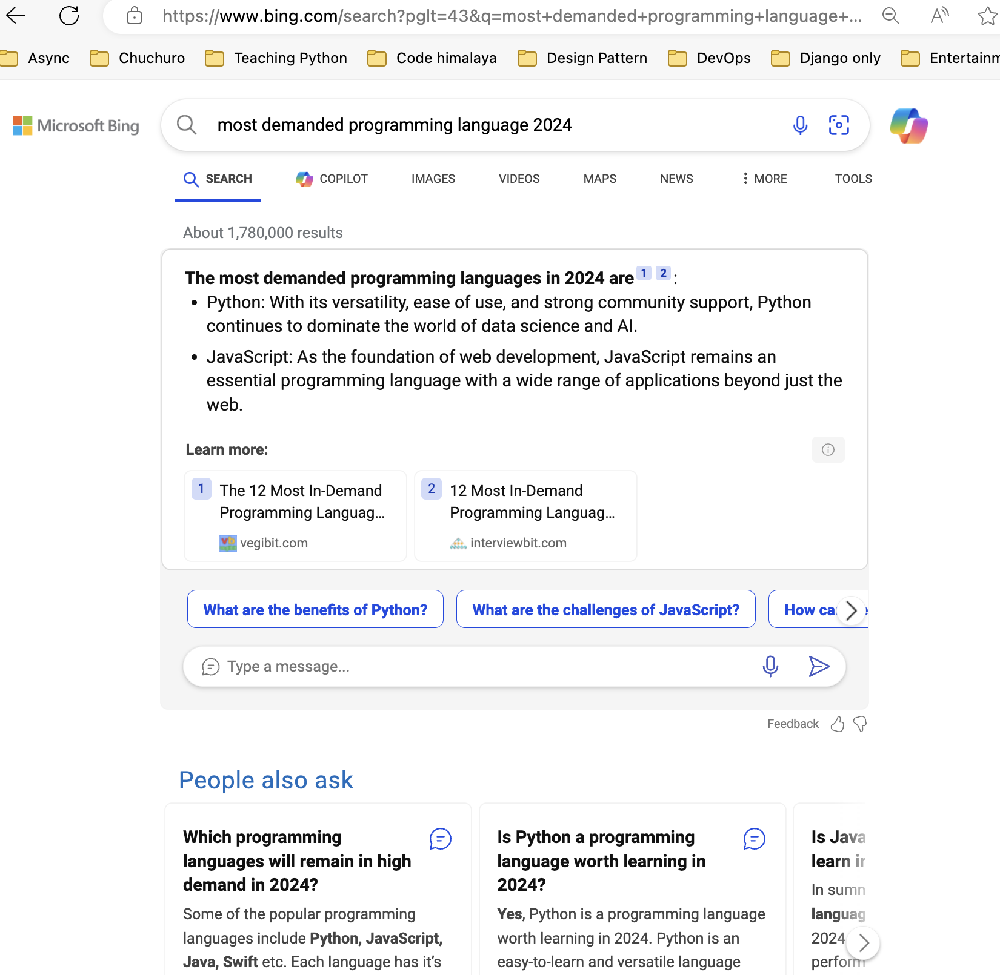 https://www.bing.com/search?pglt=43&q=most+demanded+programming+language+...
Async Chuchuro Teaching Python Code himalaya Design Pattern DevOps Django only Entertainm
Microsoft Bing
most demanded programming language 2024
SEARCH COPILOT IMAGES VIDEOS MAPS NEWS MORE TOOLS
About 1,780,000 results
The most demanded programming languages in 2024 are 1 2 :
• Python: With its versatility, ease of use, and strong community support, Python
continues to dominate the world of data science and AI.
• JavaScript: As the foundation of web development, JavaScript remains an
essential programming language with a wide range of applications beyond just the
web.
Learn more:
1 The 12 Most In-Demand
Programming Languag...
vegibit.com
2 12 Most In-Demand
Programming Languag...
interviewbit.com
What are the benefits of Python? What are the challenges of JavaScript? How ca
Type a message...
Feedback
People also ask
Which programming
languages will remain in high
demand in 2024?
Some of the popular programming
languages include Python, JavaScript,
Java, Swift etc. Each language has it's
Is Python a programming
language worth learning in
2024?
Yes, Python is a programming language
worth learning in 2024. Python is an
easy-to-learn and versatile language
Is Java
learn in
In summ
languag
2024
perform